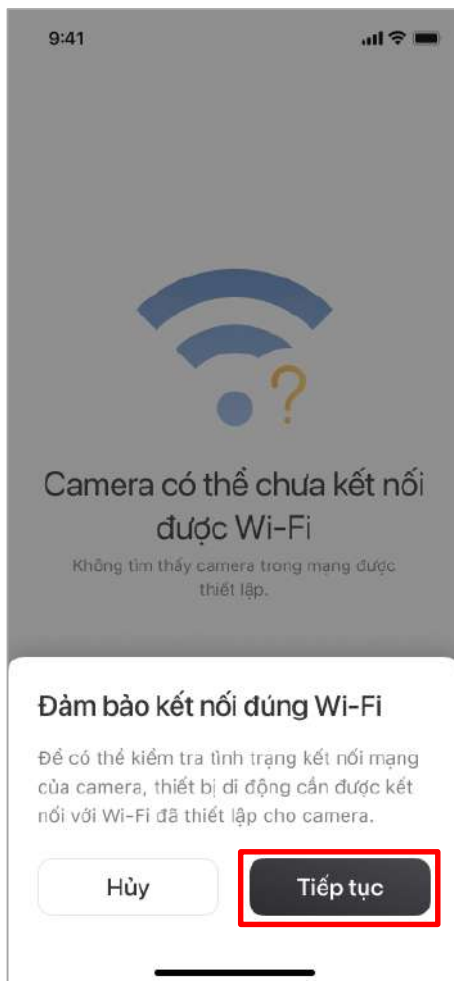 9:41
?
Camera có thể chưa kết nối
được Wi-Fi
Không tìm thấy camera trong mạng được
thiết lập.
Đảm bảo kết nối đúng Wi-Fi
Để có thể kiểm tra tình trạng kết nối mạng
của camera, thiết bị di động cần được kết
nối với Wi-Fi đã thiết lập cho camera.
Hủy
Tiếp tục